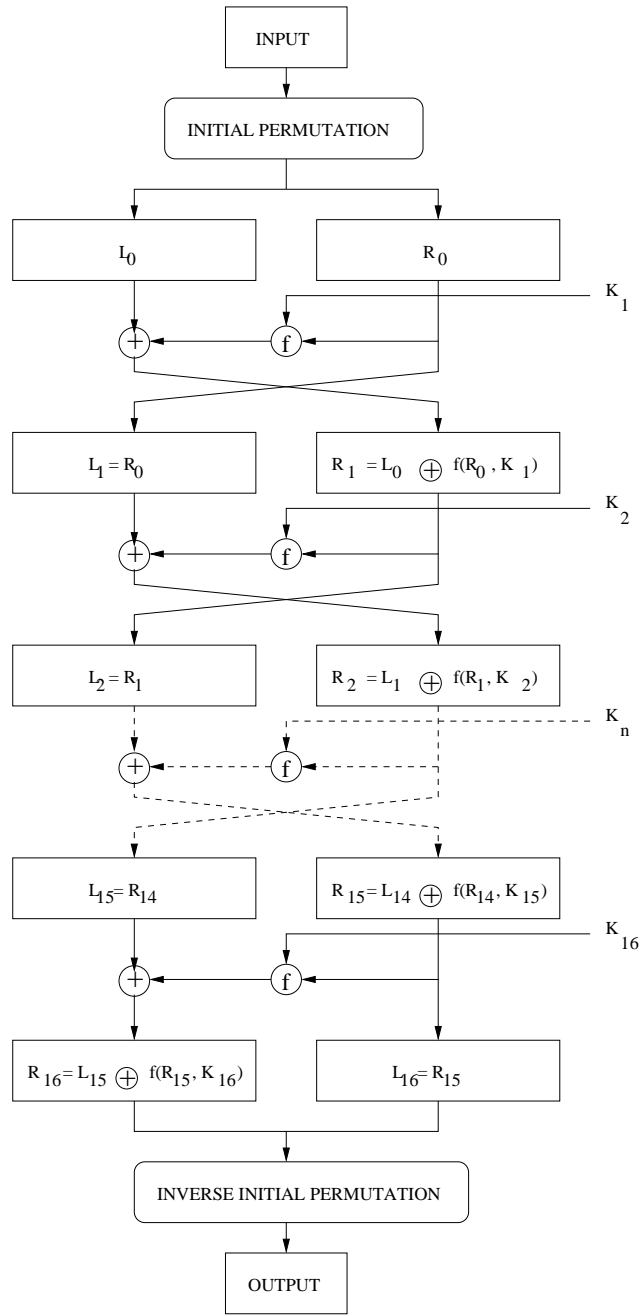 INPUT
INITIAL PERMUTATION
L0
R0
K1
+
f
L1 = R0
R1 = L0 ⊕ f(R0 , K1)
K2
+
f
L2 = R1
R2 = L1 ⊕ f(R1, K2)
Kn
+
f
L15= R14
R15= L14 ⊕ f(R14, K15)
K16
+
f
R16= L15 ⊕ f(R15, K16)
L16= R15
INVERSE INITIAL PERMUTATION
OUTPUT